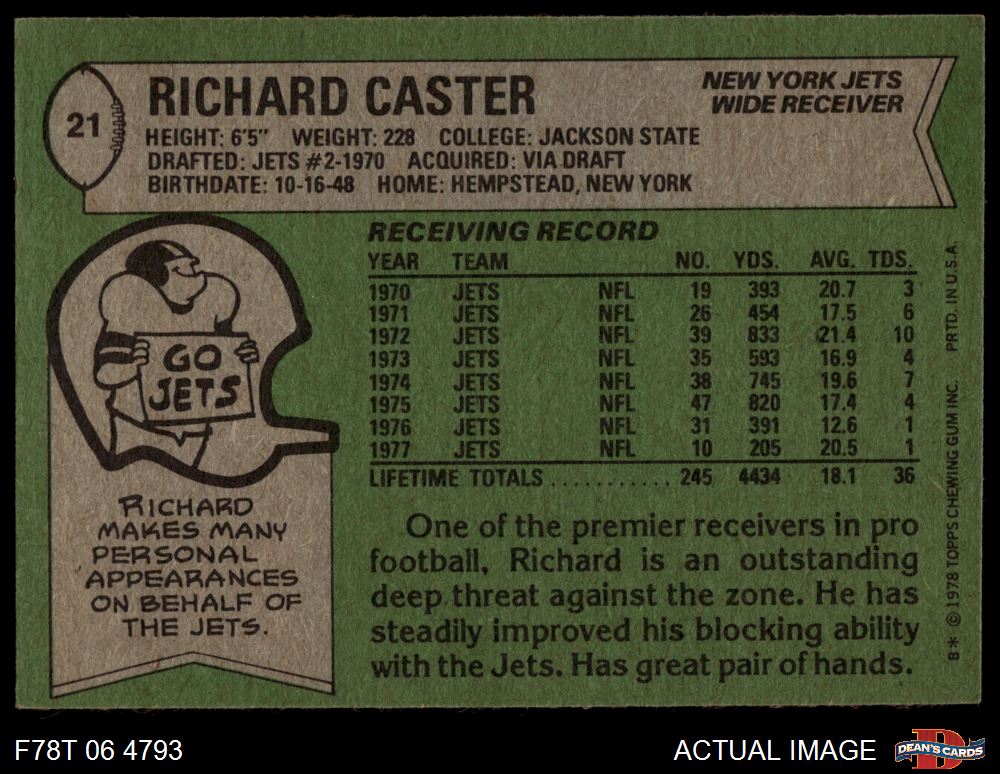 21
RICHARD CASTER
NEW YORK JETS
WIDE RECEIVER
HEIGHT: 6'5" WEIGHT: 228 COLLEGE: JACKSON STATE
DRAFTED: JETS #2-1970 ACQUIRED: VIA DRAFT
BIRTHDATE: 10-16-48 HOME: HEMPSTEAD, NEW YORK
RECEIVING RECORD
YEAR TEAM NO. YDS. AVG. TDS.
1970 JETS NFL 19 393 20.7 3
1971 JETS NFL 26 454 17.5 6
1972 JETS NFL 39 833 21.4 10
1973 JETS NFL 35 593 16.9 4
1974 JETS NFL 38 745 19.6 7
1975 JETS NFL 47 820 17.4 4
1976 JETS NFL 31 391 12.6 1
1977 JETS NFL 10 205 20.5 1
LIFETIME TOTALS ........... 245 4434 18.1 36
GO
JETS
RICHARD
MAKES MANY
PERSONAL
APPEARANCES
ON BEHALF OF
THE JETS.
One of the premier receivers in pro
football, Richard is an outstanding
deep threat against the zone. He has
steadily improved his blocking ability
with the Jets. Has great pair of hands.
B* © 1978 TOPPS CHEWING GUM INC. PRTD. IN U.S.A.
F78T 06 4793
ACTUAL IMAGE
D
DEAN'S CARDS